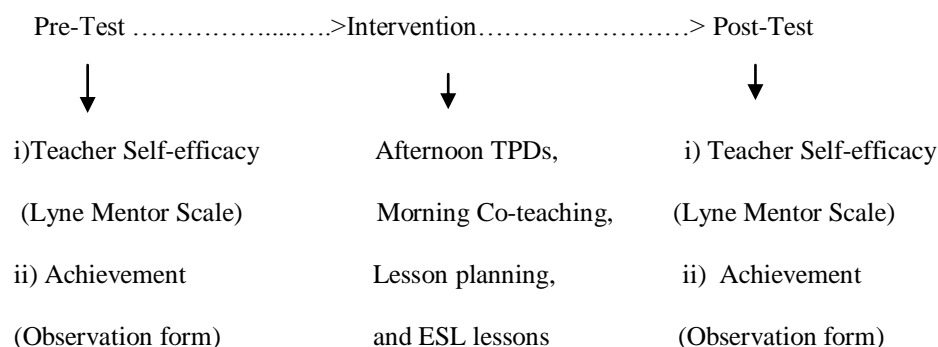 Pre-Test ……………......….>Intervention……………………> Post-Test
i)Teacher Self-efficacy Afternoon TPDs, i) Teacher Self-efficacy
(Lyne Mentor Scale) Morning Co-teaching, (Lyne Mentor Scale)
ii) Achievement Lesson planning, ii) Achievement
(Observation form) and ESL lessons (Observation form)